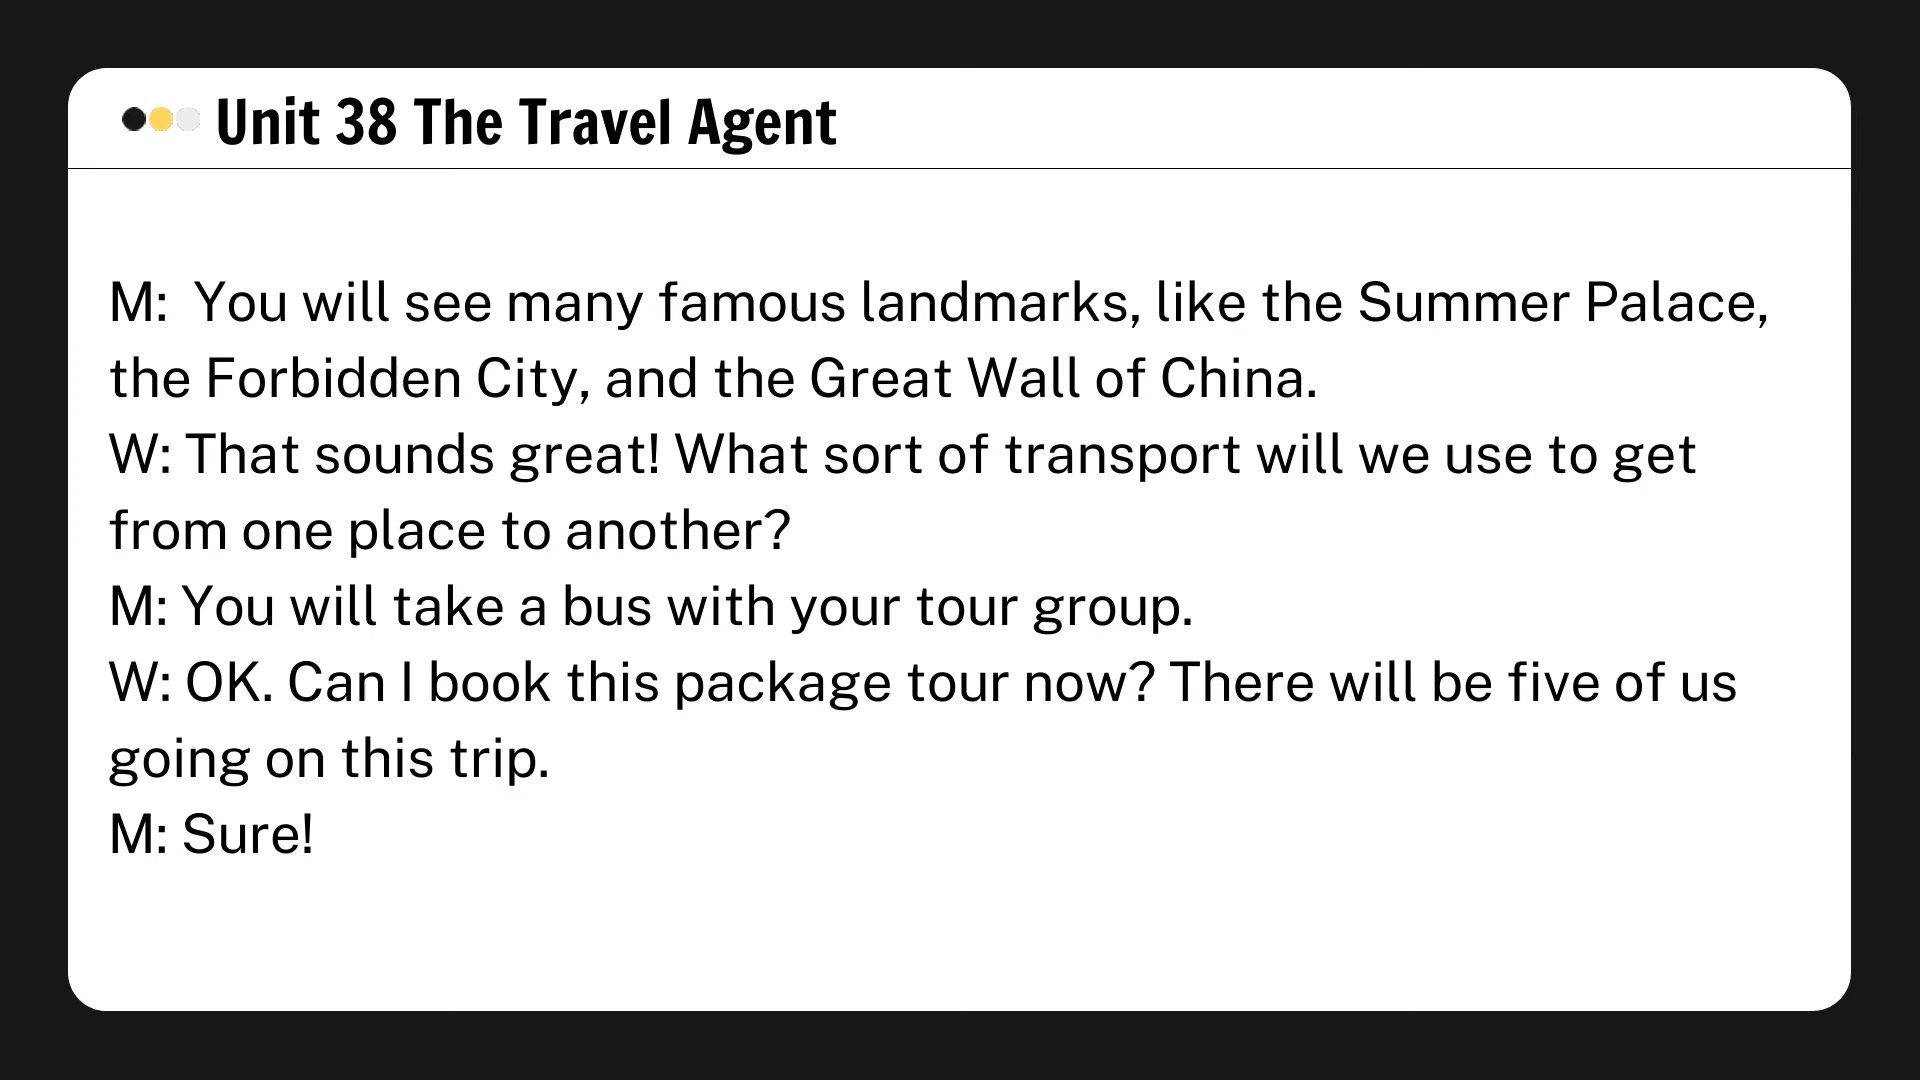 Unit 38 The Travel Agent
M:  You will see many famous landmarks, like the Summer Palace,
the Forbidden City, and the Great Wall of China.
W: That sounds great! What sort of transport will we use to get
from one place to another?
M: You will take a bus with your tour group.
W: OK. Can I book this package tour now? There will be five of us
going on this trip.
M: Sure!